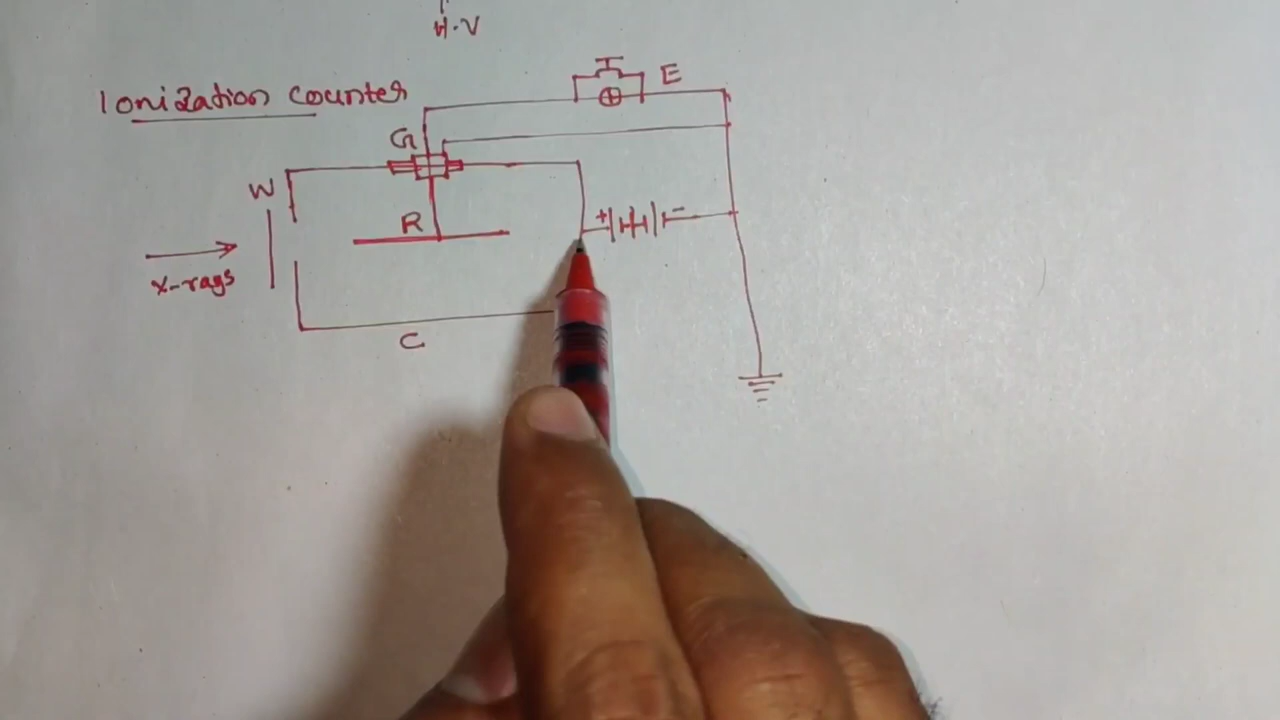 H.V
Ionization counter
E
G
W
R
+ -
x-rays
C